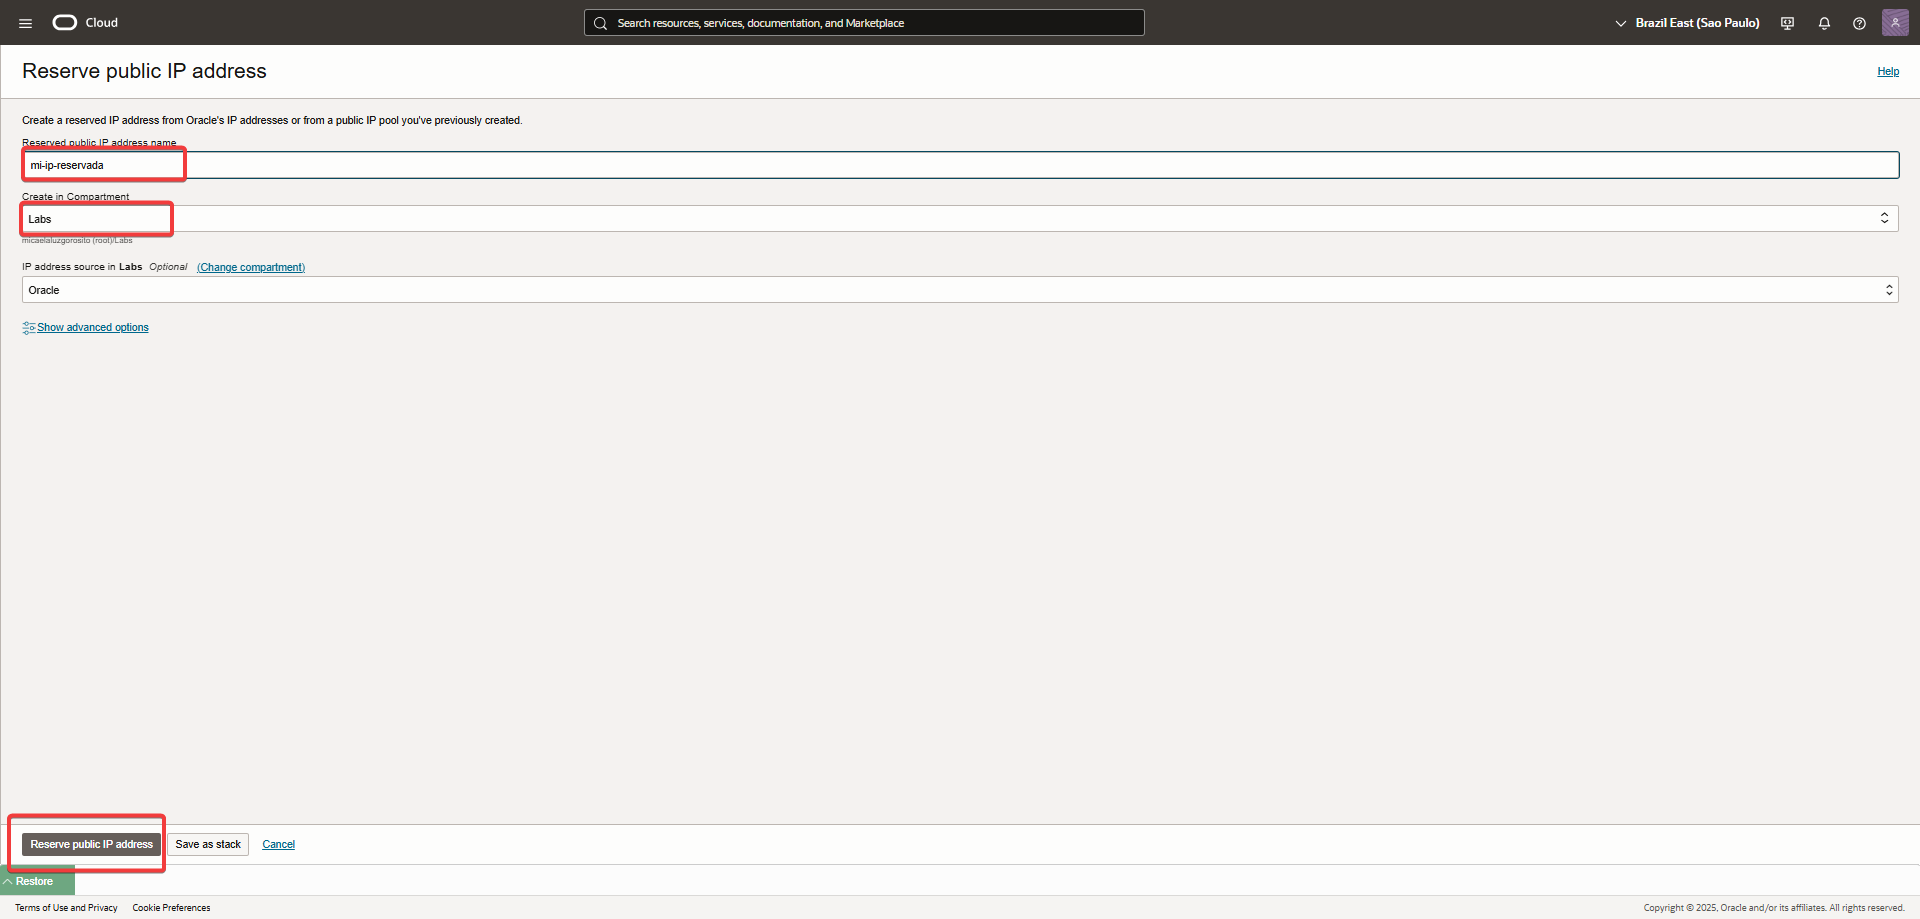 Cloud
Search resources, services, documentation, and Marketplace
Brazil East (Sao Paulo)
Reserve public IP address
Help
Create a reserved IP address from Oracle's IP addresses or from a public IP pool you've previously created.
Reserved public IP address name
mi-ip-reservada
Create in Compartment
Labs
micaelaluzgorosito (root)/Labs
IP address source in Labs Optional (Change compartment)
Oracle
Show advanced options
Reserve public IP address Save as stack Cancel
Restore
Terms of Use and Privacy Cookie Preferences
Copyright © 2025, Oracle and/or its affiliates. All rights reserved.